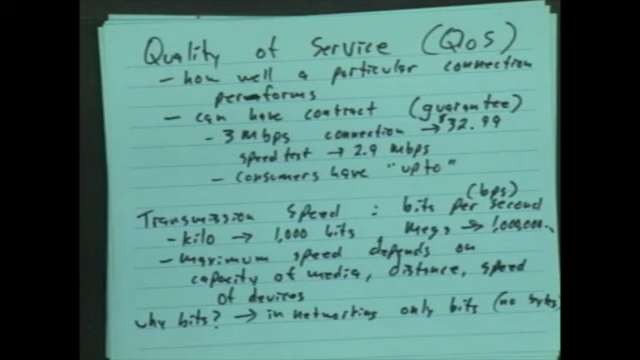 Quality of Service (QoS)
- how well a particular connection
performs
- can have contract (guarantee)
- 3 Mbps connection → $32.99
speed test → 2.9 mbps
- consumers have "up to"
(bps)
Transmission speed : bits per second
- kilo → 1,000 bits, megs → 1,000,000
- maximum speed depends on
capacity of media, distance, speed
of devices
why bits? → in networking only bits (no bytes